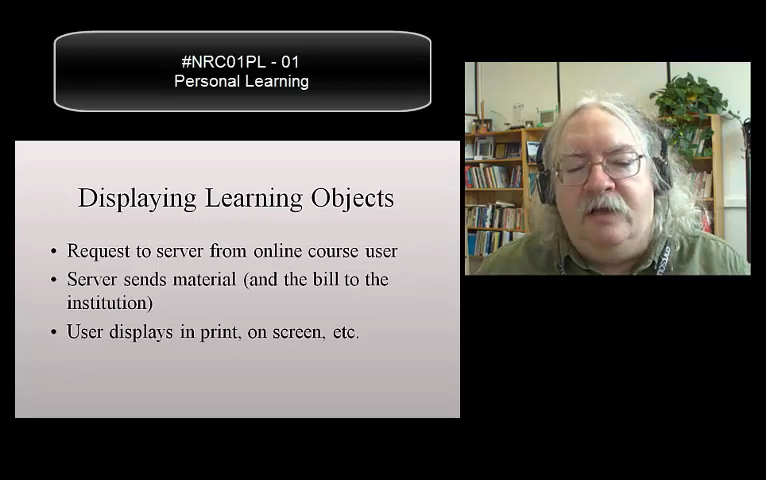 #NRC01PL - 01
Personal Learning
Displaying Learning Objects
• Request to server from online course user
• Server sends material (and the bill to the
institution)
• User displays in print, on screen, etc.